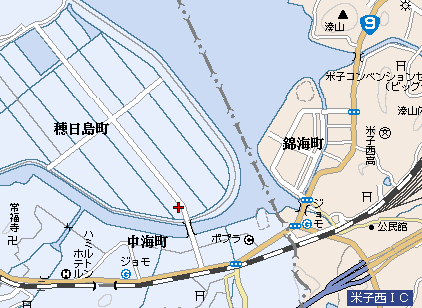 湊山
9
米子コンベンションセ
(ビッグ
湊山公
米子西高
穂日島町
錦海町
ジョモ
常福寺
ハミルトン
ホテル
中海町
ジョモ
ポプラ
公民館
米子西IC